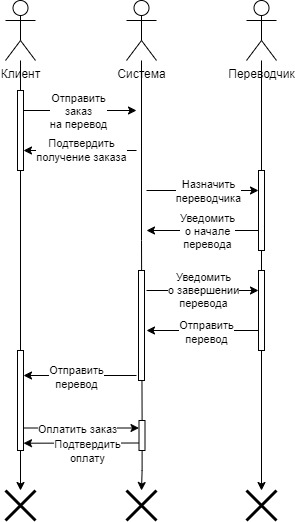 Клиент
Система
Переводчик
Отправить
заказ
на перевод
Подтвердить
получение заказа
Назначить
переводчика
Уведомить
о начале
перевода
Уведомить
о завершении
перевода
Отправить
перевод
Отправить
перевод
Оплатить заказ
Подтвердить
оплату